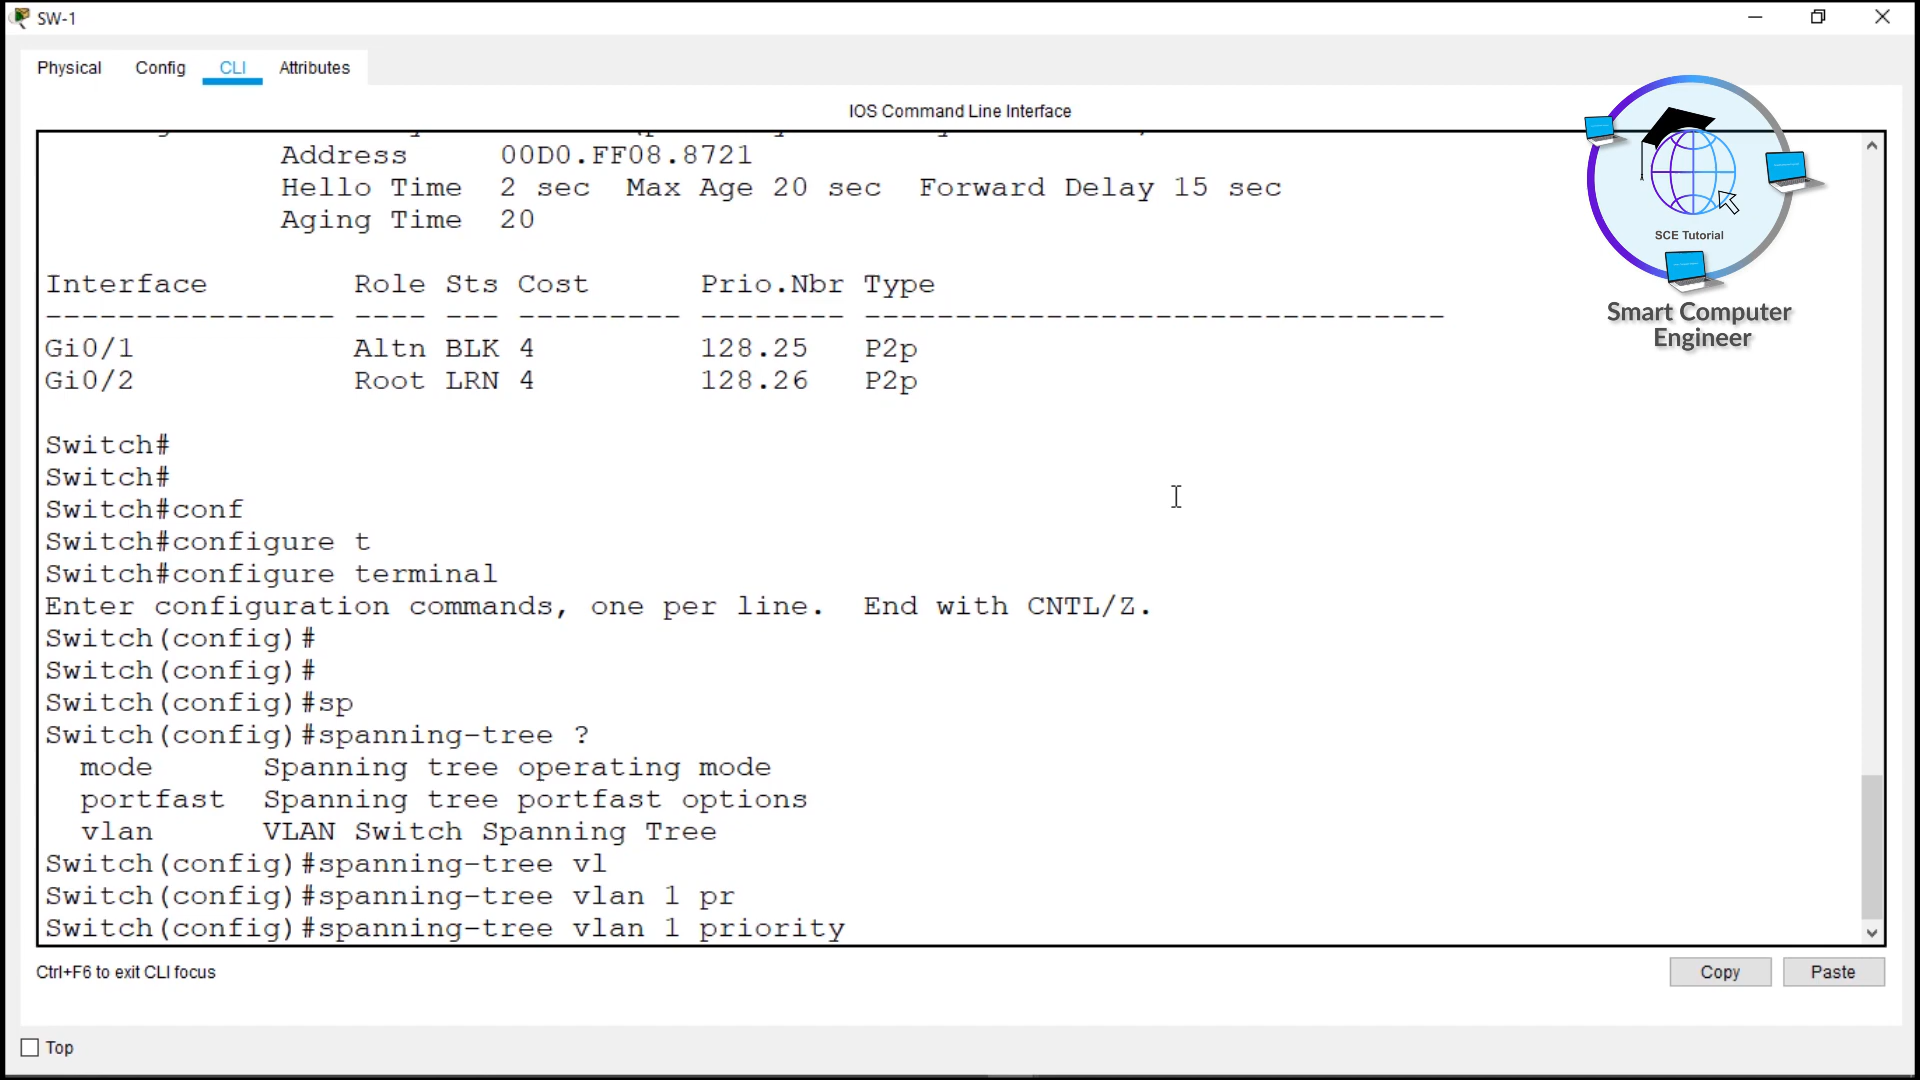 SW-1
Physical Config CLI Attributes
IOS Command Line Interface
Address 00D0.FF08.8721
Hello Time 2 sec Max Age 20 sec Forward Delay 15 sec
Aging Time 20
Interface Role Sts Cost Prio.Nbr Type
---------------- ---- --- --------- -------- --------------------------------
Gi0/1 Altn BLK 4 128.25 P2p
Gi0/2 Root LRN 4 128.26 P2p
Switch#
Switch#
Switch#conf
Switch#configure t
Switch#configure terminal
Enter configuration commands, one per line. End with CNTL/Z.
Switch(config)#
Switch(config)#
Switch(config)#sp
Switch(config)#spanning-tree ?
mode Spanning tree operating mode
portfast Spanning tree portfast options
vlan VLAN Switch Spanning Tree
Switch(config)#spanning-tree vl
Switch(config)#spanning-tree vlan 1 pr
Switch(config)#spanning-tree vlan 1 priority
Ctrl+F6 to exit CLI focus
Copy Paste
Top
SCE Tutorial
Smart Computer
Engineer